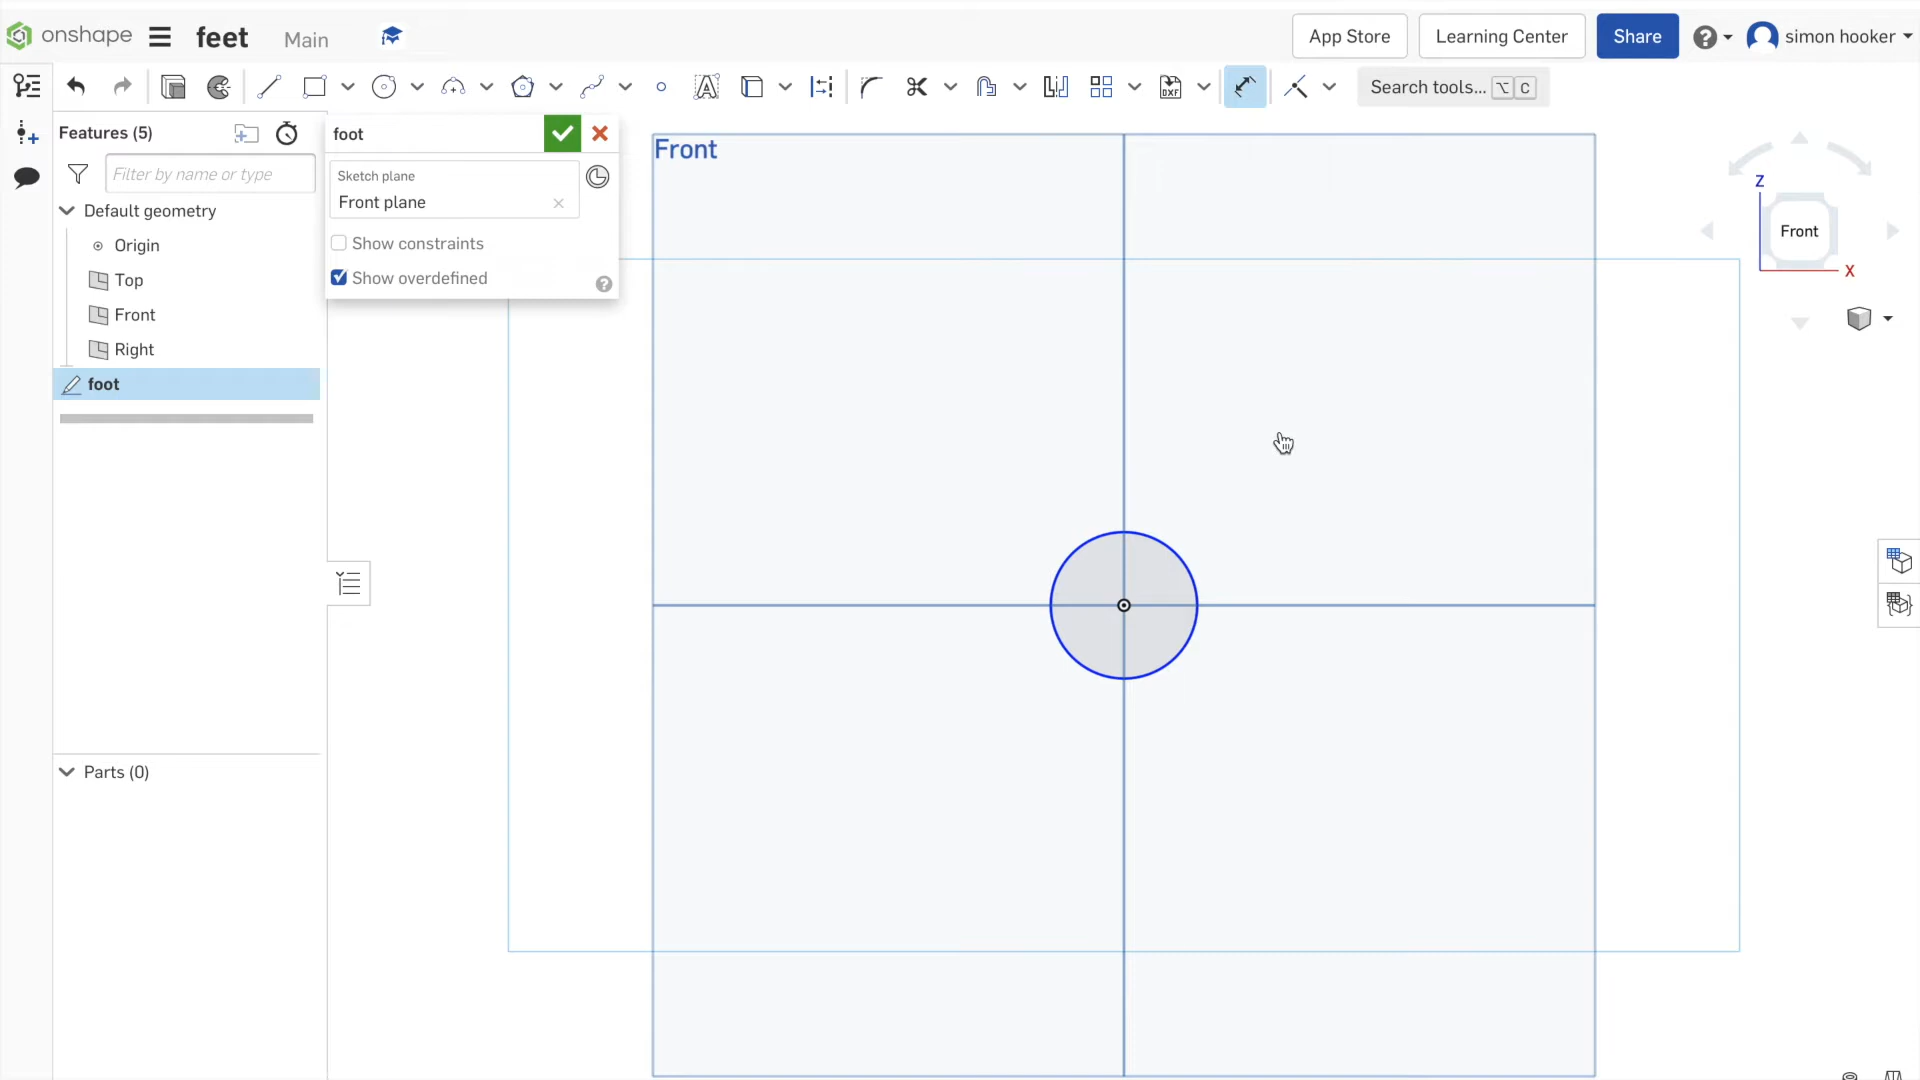 onshape feet Main App Store Learning Center Share simon hooker
Search tools... ⌥ C
Features (5)
Filter by name or type
Default geometry
Origin
Top
Front
Right
foot
Parts (0)
foot
Sketch plane
Front plane
Show constraints
Show overdefined
Front
Z
Front
X
DXF